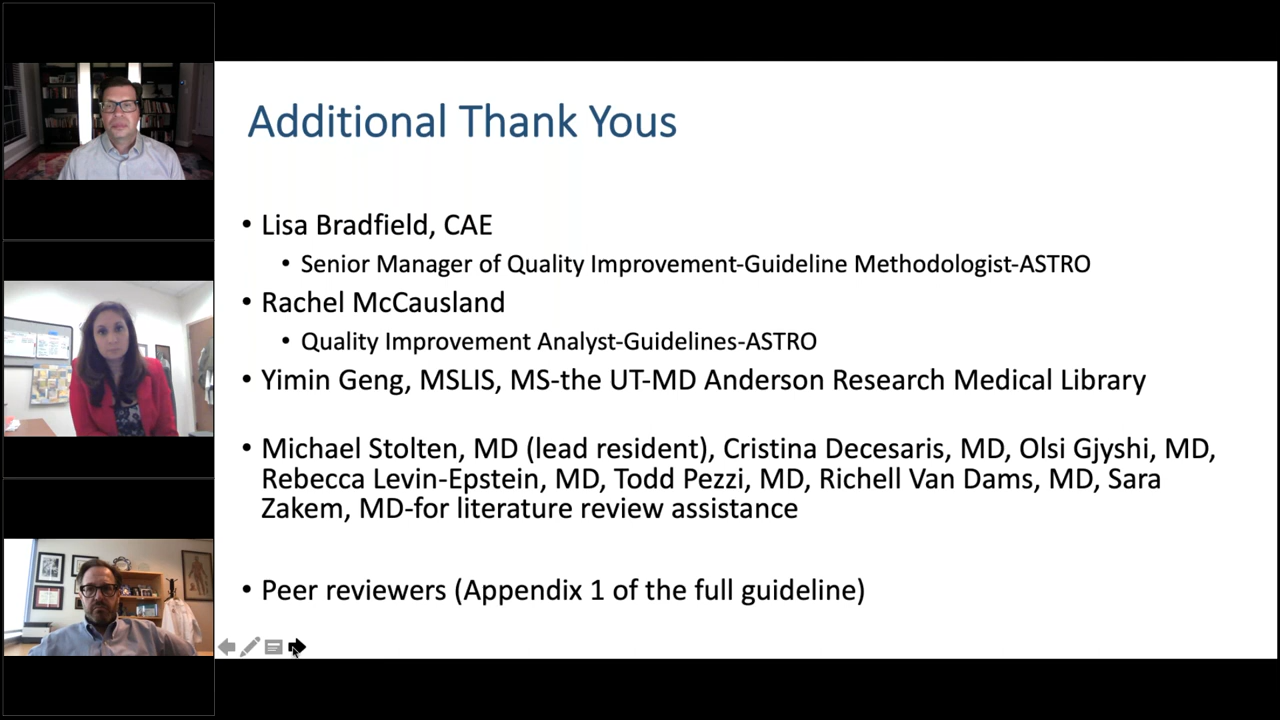 Additional Thank Yous
• Lisa Bradfield, CAE
• Senior Manager of Quality Improvement-Guideline Methodologist-ASTRO
• Rachel McCausland
• Quality Improvement Analyst-Guidelines-ASTRO
• Yimin Geng, MSLIS, MS-the UT-MD Anderson Research Medical Library
• Michael Stolten, MD (lead resident), Cristina Decesaris, MD, Olsi Gjyshi, MD,
Rebecca Levin-Epstein, MD, Todd Pezzi, MD, Richell Van Dams, MD, Sara
Zakem, MD-for literature review assistance
• Peer reviewers (Appendix 1 of the full guideline)